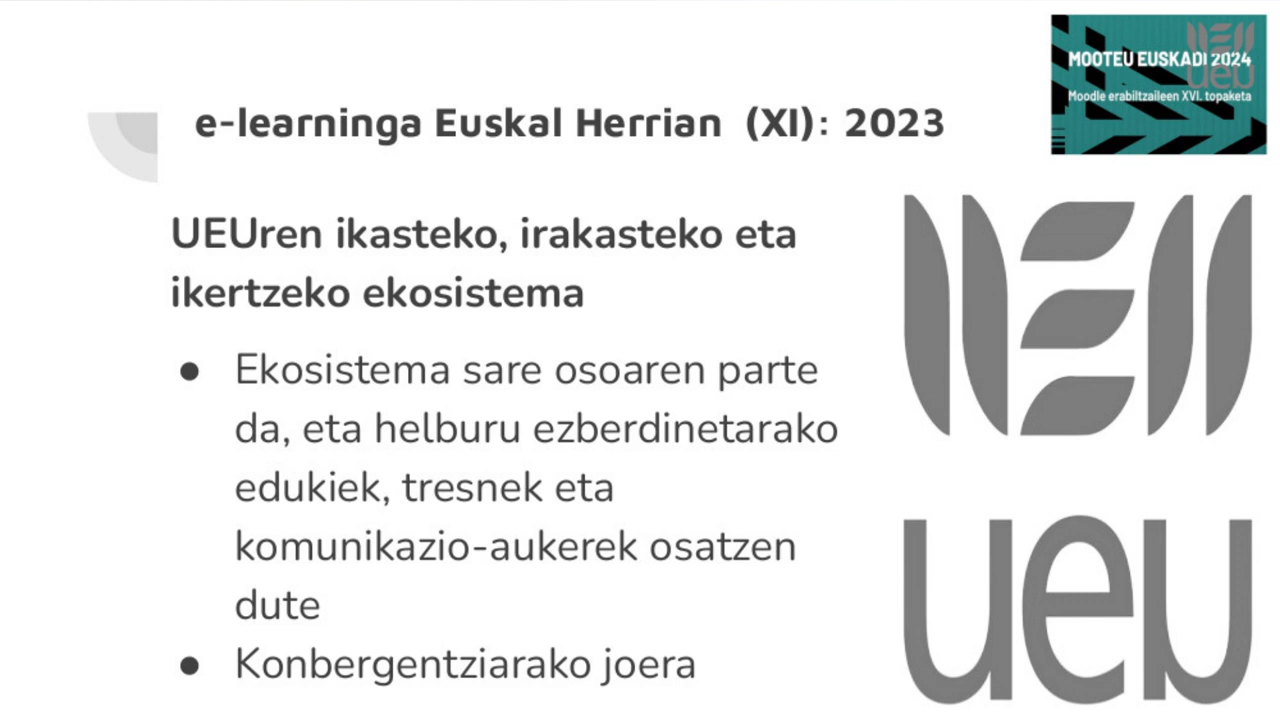 MOOTEU EUSKADI 2024
Moodle erabiltzaileen XVI. topaketa
ueu
e-learninga Euskal Herrian (XI): 2023
UEUren ikasteko, irakasteko eta
ikertzeko ekosistema
● Ekosistema sare osoaren parte
da, eta helburu ezberdinetarako
edukiek, tresnek eta
komunikazio-aukerek osatzen
dute
● Konbergentziarako joera
ueu